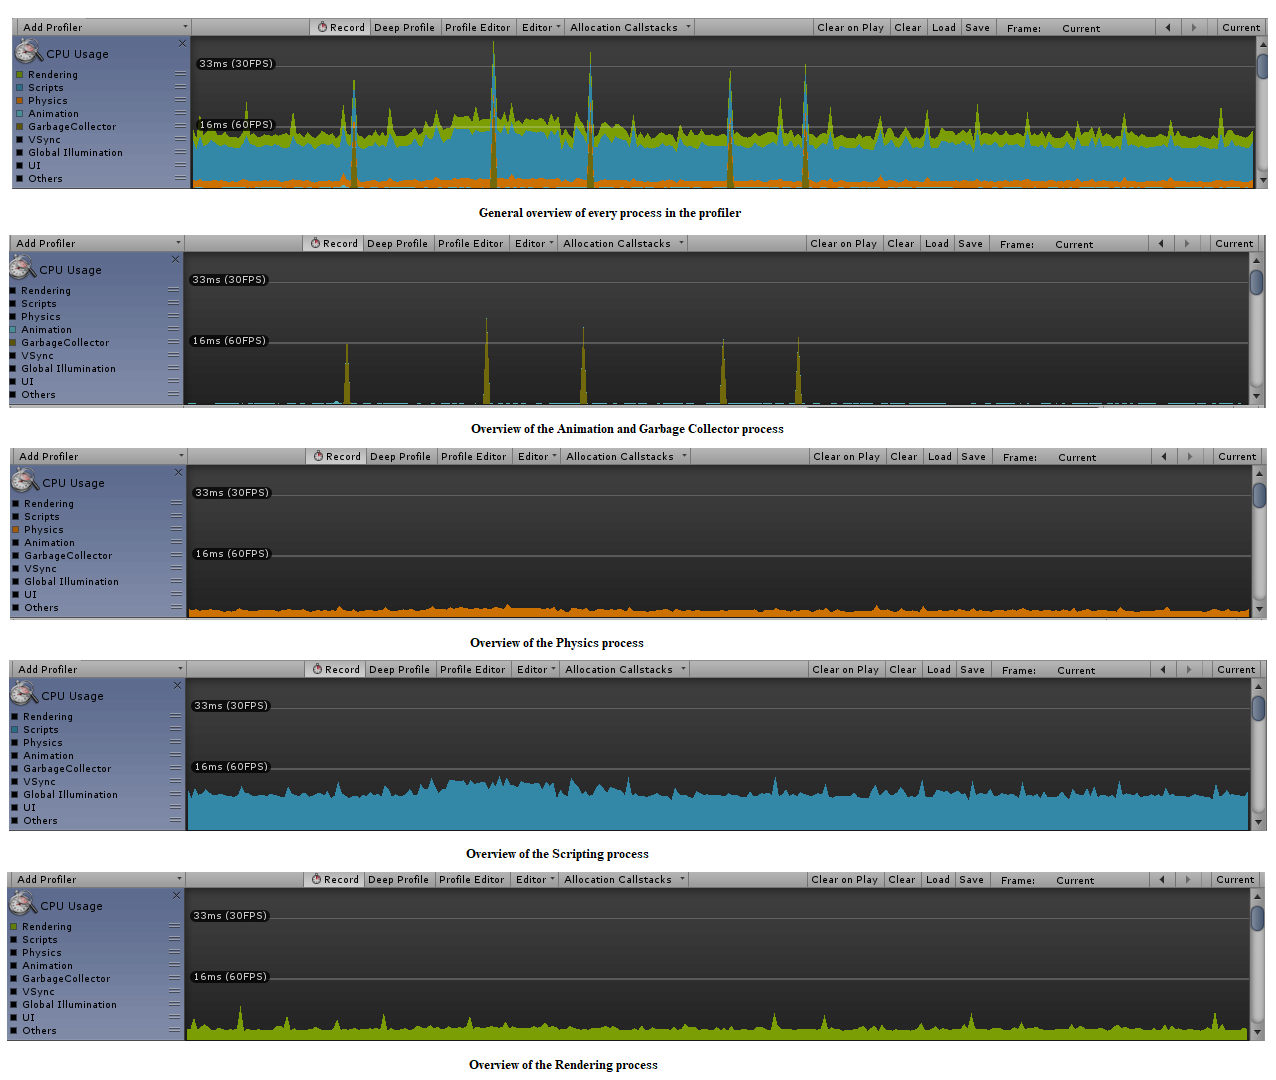 Add Profiler Record Deep Profile Profile Editor Editor Allocation Callstacks Clear on Play Clear Load Save Frame: Current Current
CPU Usage
33ms (30FPS)
Rendering
Scripts
Physics
Animation
GarbageCollector
16ms (60FPS)
VSync
Global Illumination
UI
Others
General overview of every process in the profiler
Add Profiler Record Deep Profile Profile Editor Editor Allocation Callstacks Clear on Play Clear Load Save Frame: Current Current
CPU Usage
33ms (30FPS)
Rendering
Scripts
Physics
Animation
GarbageCollector
16ms (60FPS)
VSync
Global Illumination
UI
Others
Overview of the Animation and Garbage Collector process
Add Profiler Record Deep Profile Profile Editor Editor Allocation Callstacks Clear on Play Clear Load Save Frame: Current Current
CPU Usage
33ms (30FPS)
Rendering
Scripts
Physics
Animation
GarbageCollector
16ms (60FPS)
VSync
Global Illumination
UI
Others
Overview of the Physics process
Add Profiler Record Deep Profile Profile Editor Editor Allocation Callstacks Clear on Play Clear Load Save Frame: Current Current
CPU Usage
33ms (30FPS)
Rendering
Scripts
Physics
Animation
GarbageCollector
16ms (60FPS)
VSync
Global Illumination
UI
Others
Overview of the Scripting process
Add Profiler Record Deep Profile Profile Editor Editor Allocation Callstacks Clear on Play Clear Load Save Frame: Current Current
CPU Usage
33ms (30FPS)
Rendering
Scripts
Physics
Animation
GarbageCollector
16ms (60FPS)
VSync
Global Illumination
UI
Others
Overview of the Rendering process